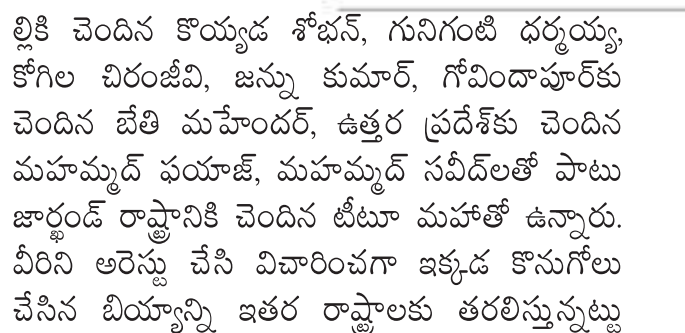 ల్లికి చెందిన కొయ్యడ శోభన్, గునిగంటి ధర్మయ్య,
కోగిల చిరంజీవి, జన్ను కుమార్, గోవిందాపూర్‌కు
చెందిన బేతి మహేందర్, ఉత్తర ప్రదేశ్‌కు చెందిన
మహమ్మద్ ఫయాజ్, మహమ్మద్ సవీద్‌లతో పాటు
జార్ఖండ్ రాష్ట్రానికి చెందిన టీటూ మహాతో ఉన్నారు.
వీరిని అరెస్టు చేసి విచారించగా ఇక్కడ కొనుగోలు
చేసిన బియ్యాన్ని ఇతర రాష్ట్రాలకు తరలిస్తున్నట్టు